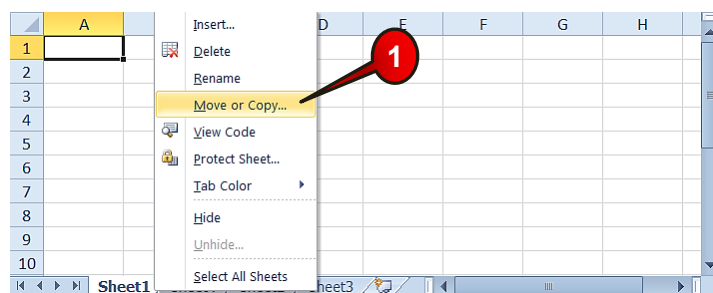 A D E F G H
Insert...
1 Delete 1
2 Rename
3 Move or Copy...
4 View Code
5 Protect Sheet...
6
7 Tab Color
8 Hide
9 Unhide...
10 Select All Sheets
Sheet1 Sheet3